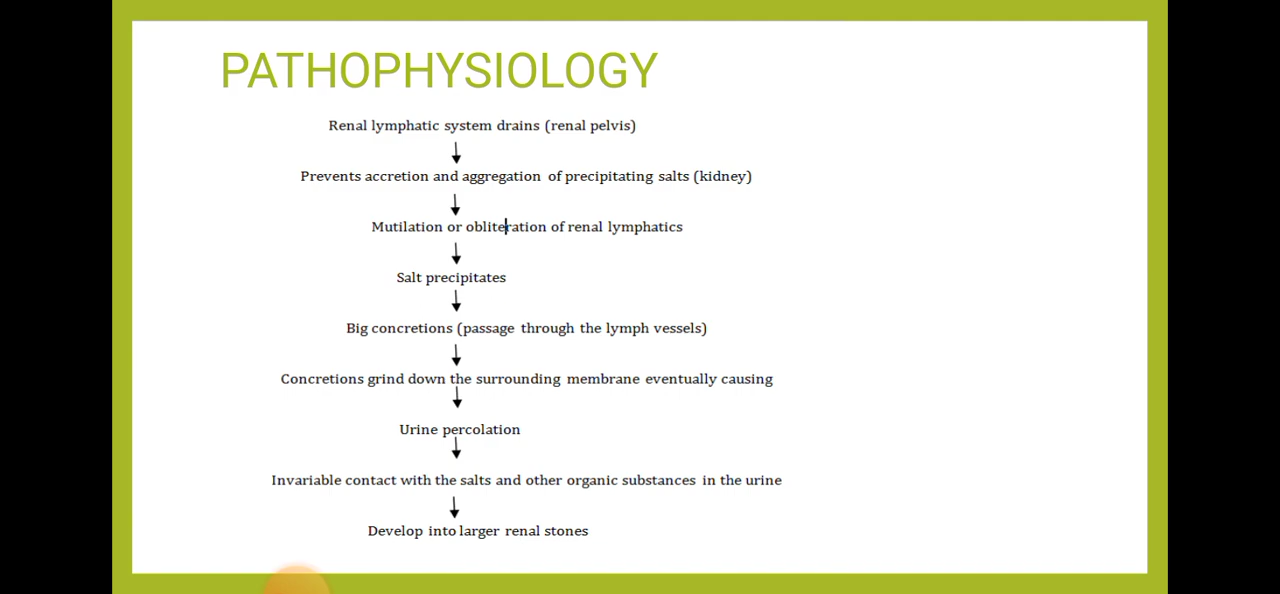 PATHOPHYSIOLOGY
Renal lymphatic system drains (renal pelvis)
Prevents accretion and aggregation of precipitating salts (kidney)
Mutilation or obliteration of renal lymphatics
Salt precipitates
Big concretions (passage through the lymph vessels)
Concretions grind down the surrounding membrane eventually causing
Urine percolation
Invariable contact with the salts and other organic substances in the urine
Develop into larger renal stones